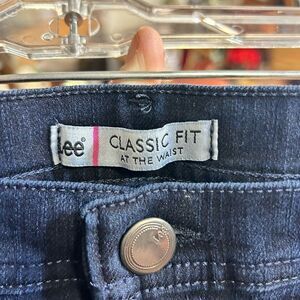 Lee®
CLASSIC FIT
AT THE WAIST